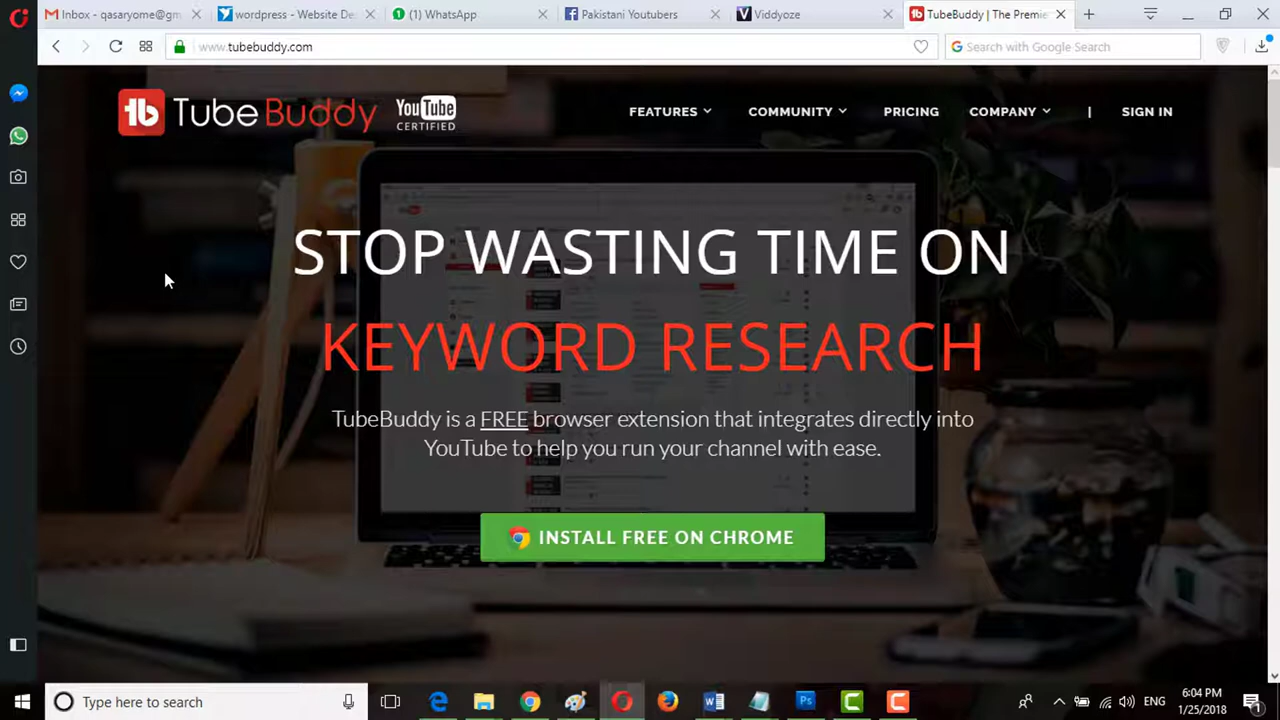 Inbox - qasaryome@gm
wordpress - Website De
(1) WhatsApp
Pakistani Youtubers
Viddyoze
TubeBuddy | The Premie
www.tubebuddy.com
Search with Google Search
TubeBuddy
YouTube
CERTIFIED
FEATURES
COMMUNITY
PRICING
COMPANY
|
SIGN IN
STOP WASTING TIME ON
KEYWORD RESEARCH
TubeBuddy is a FREE browser extension that integrates directly into
YouTube to help you run your channel with ease.
INSTALL FREE ON CHROME
Type here to search
ENG
6:04 PM
1/25/2018